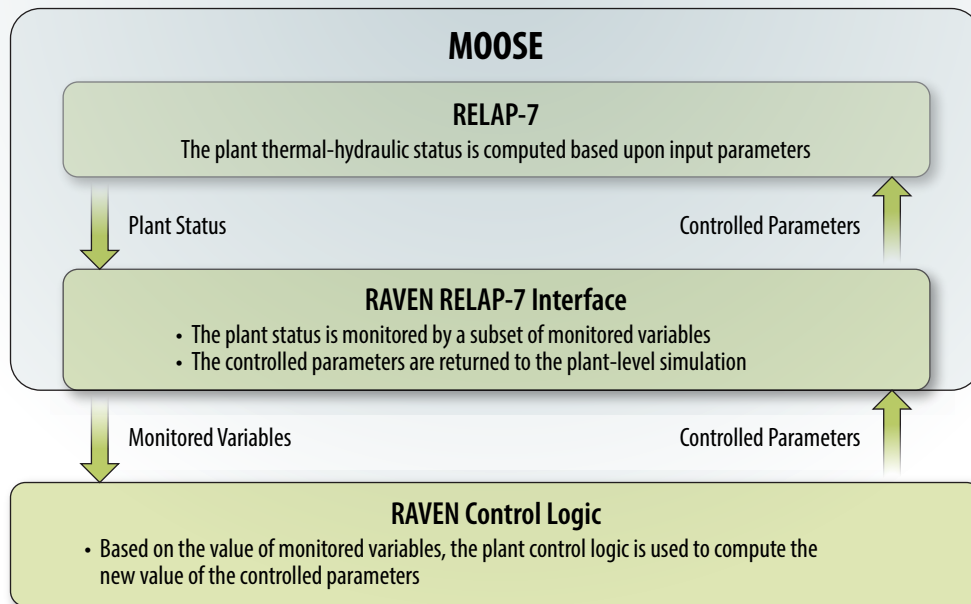 MOOSE
RELAP-7
The plant thermal-hydraulic status is computed based upon input parameters
Plant Status
Controlled Parameters
RAVEN RELAP-7 Interface
• The plant status is monitored by a subset of monitored variables
• The controlled parameters are returned to the plant-level simulation
Monitored Variables
Controlled Parameters
RAVEN Control Logic
• Based on the value of monitored variables, the plant control logic is used to compute the
new value of the controlled parameters